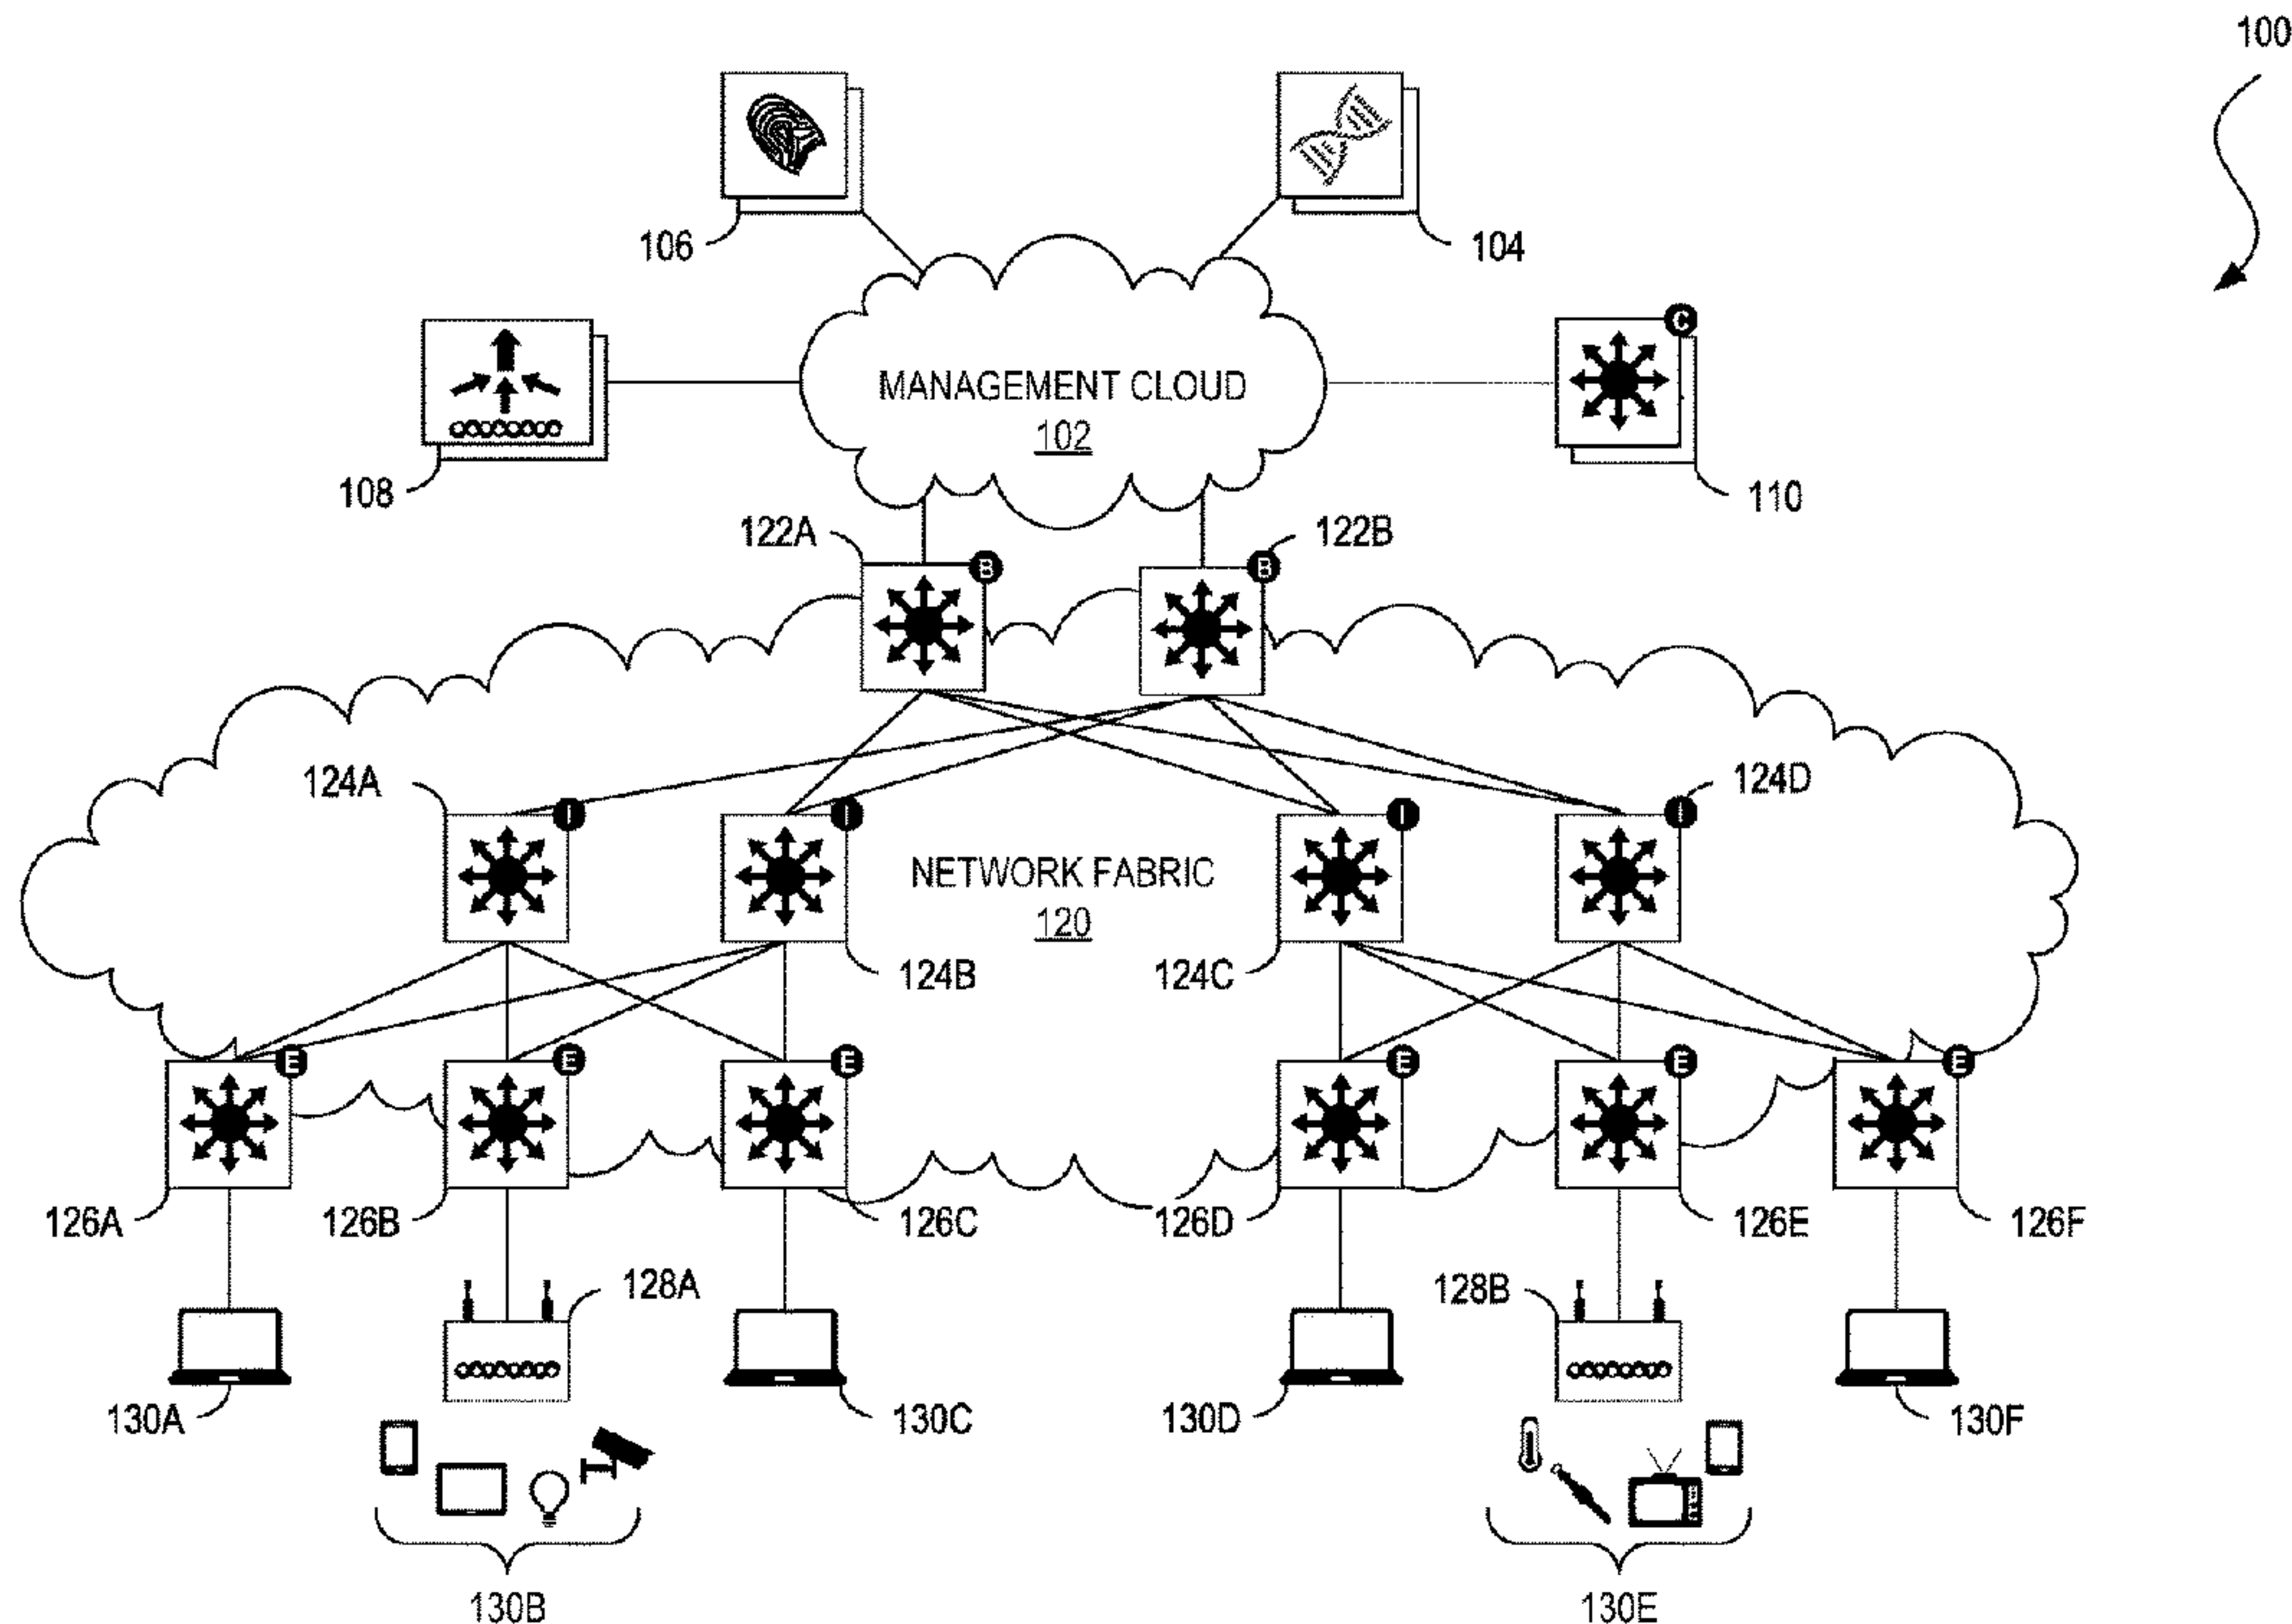 100
106
104
C
MANAGEMENT CLOUD
102
108
110
122A
B
122B
B
124A
I
I
I
124D
I
NETWORK FABRIC
120
124B
124C
E
E
E
E
E
E
126A
126B
126C
126D
126E
126F
128A
128B
130A
130C
130D
130F
130B
130E